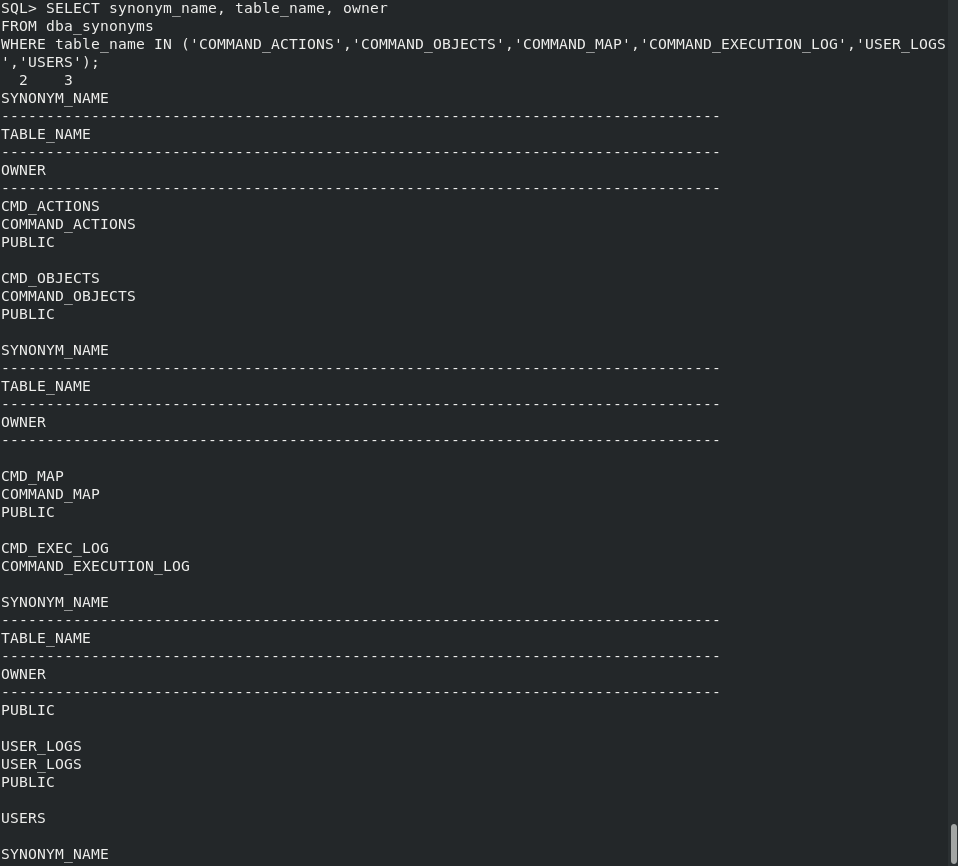 SQL> SELECT synonym_name, table_name, owner
FROM dba_synonyms
WHERE table_name IN ('COMMAND_ACTIONS','COMMAND_OBJECTS','COMMAND_MAP','COMMAND_EXECUTION_LOG','USER_LOGS
','USERS');
  2    3
SYNONYM_NAME
--------------------------------------------------------------------------------
TABLE_NAME
--------------------------------------------------------------------------------
OWNER
--------------------------------------------------------------------------------
CMD_ACTIONS
COMMAND_ACTIONS
PUBLIC

CMD_OBJECTS
COMMAND_OBJECTS
PUBLIC

SYNONYM_NAME
--------------------------------------------------------------------------------
TABLE_NAME
--------------------------------------------------------------------------------
OWNER
--------------------------------------------------------------------------------

CMD_MAP
COMMAND_MAP
PUBLIC

CMD_EXEC_LOG
COMMAND_EXECUTION_LOG

SYNONYM_NAME
--------------------------------------------------------------------------------
TABLE_NAME
--------------------------------------------------------------------------------
OWNER
--------------------------------------------------------------------------------
PUBLIC

USER_LOGS
USER_LOGS
PUBLIC

USERS

SYNONYM_NAME